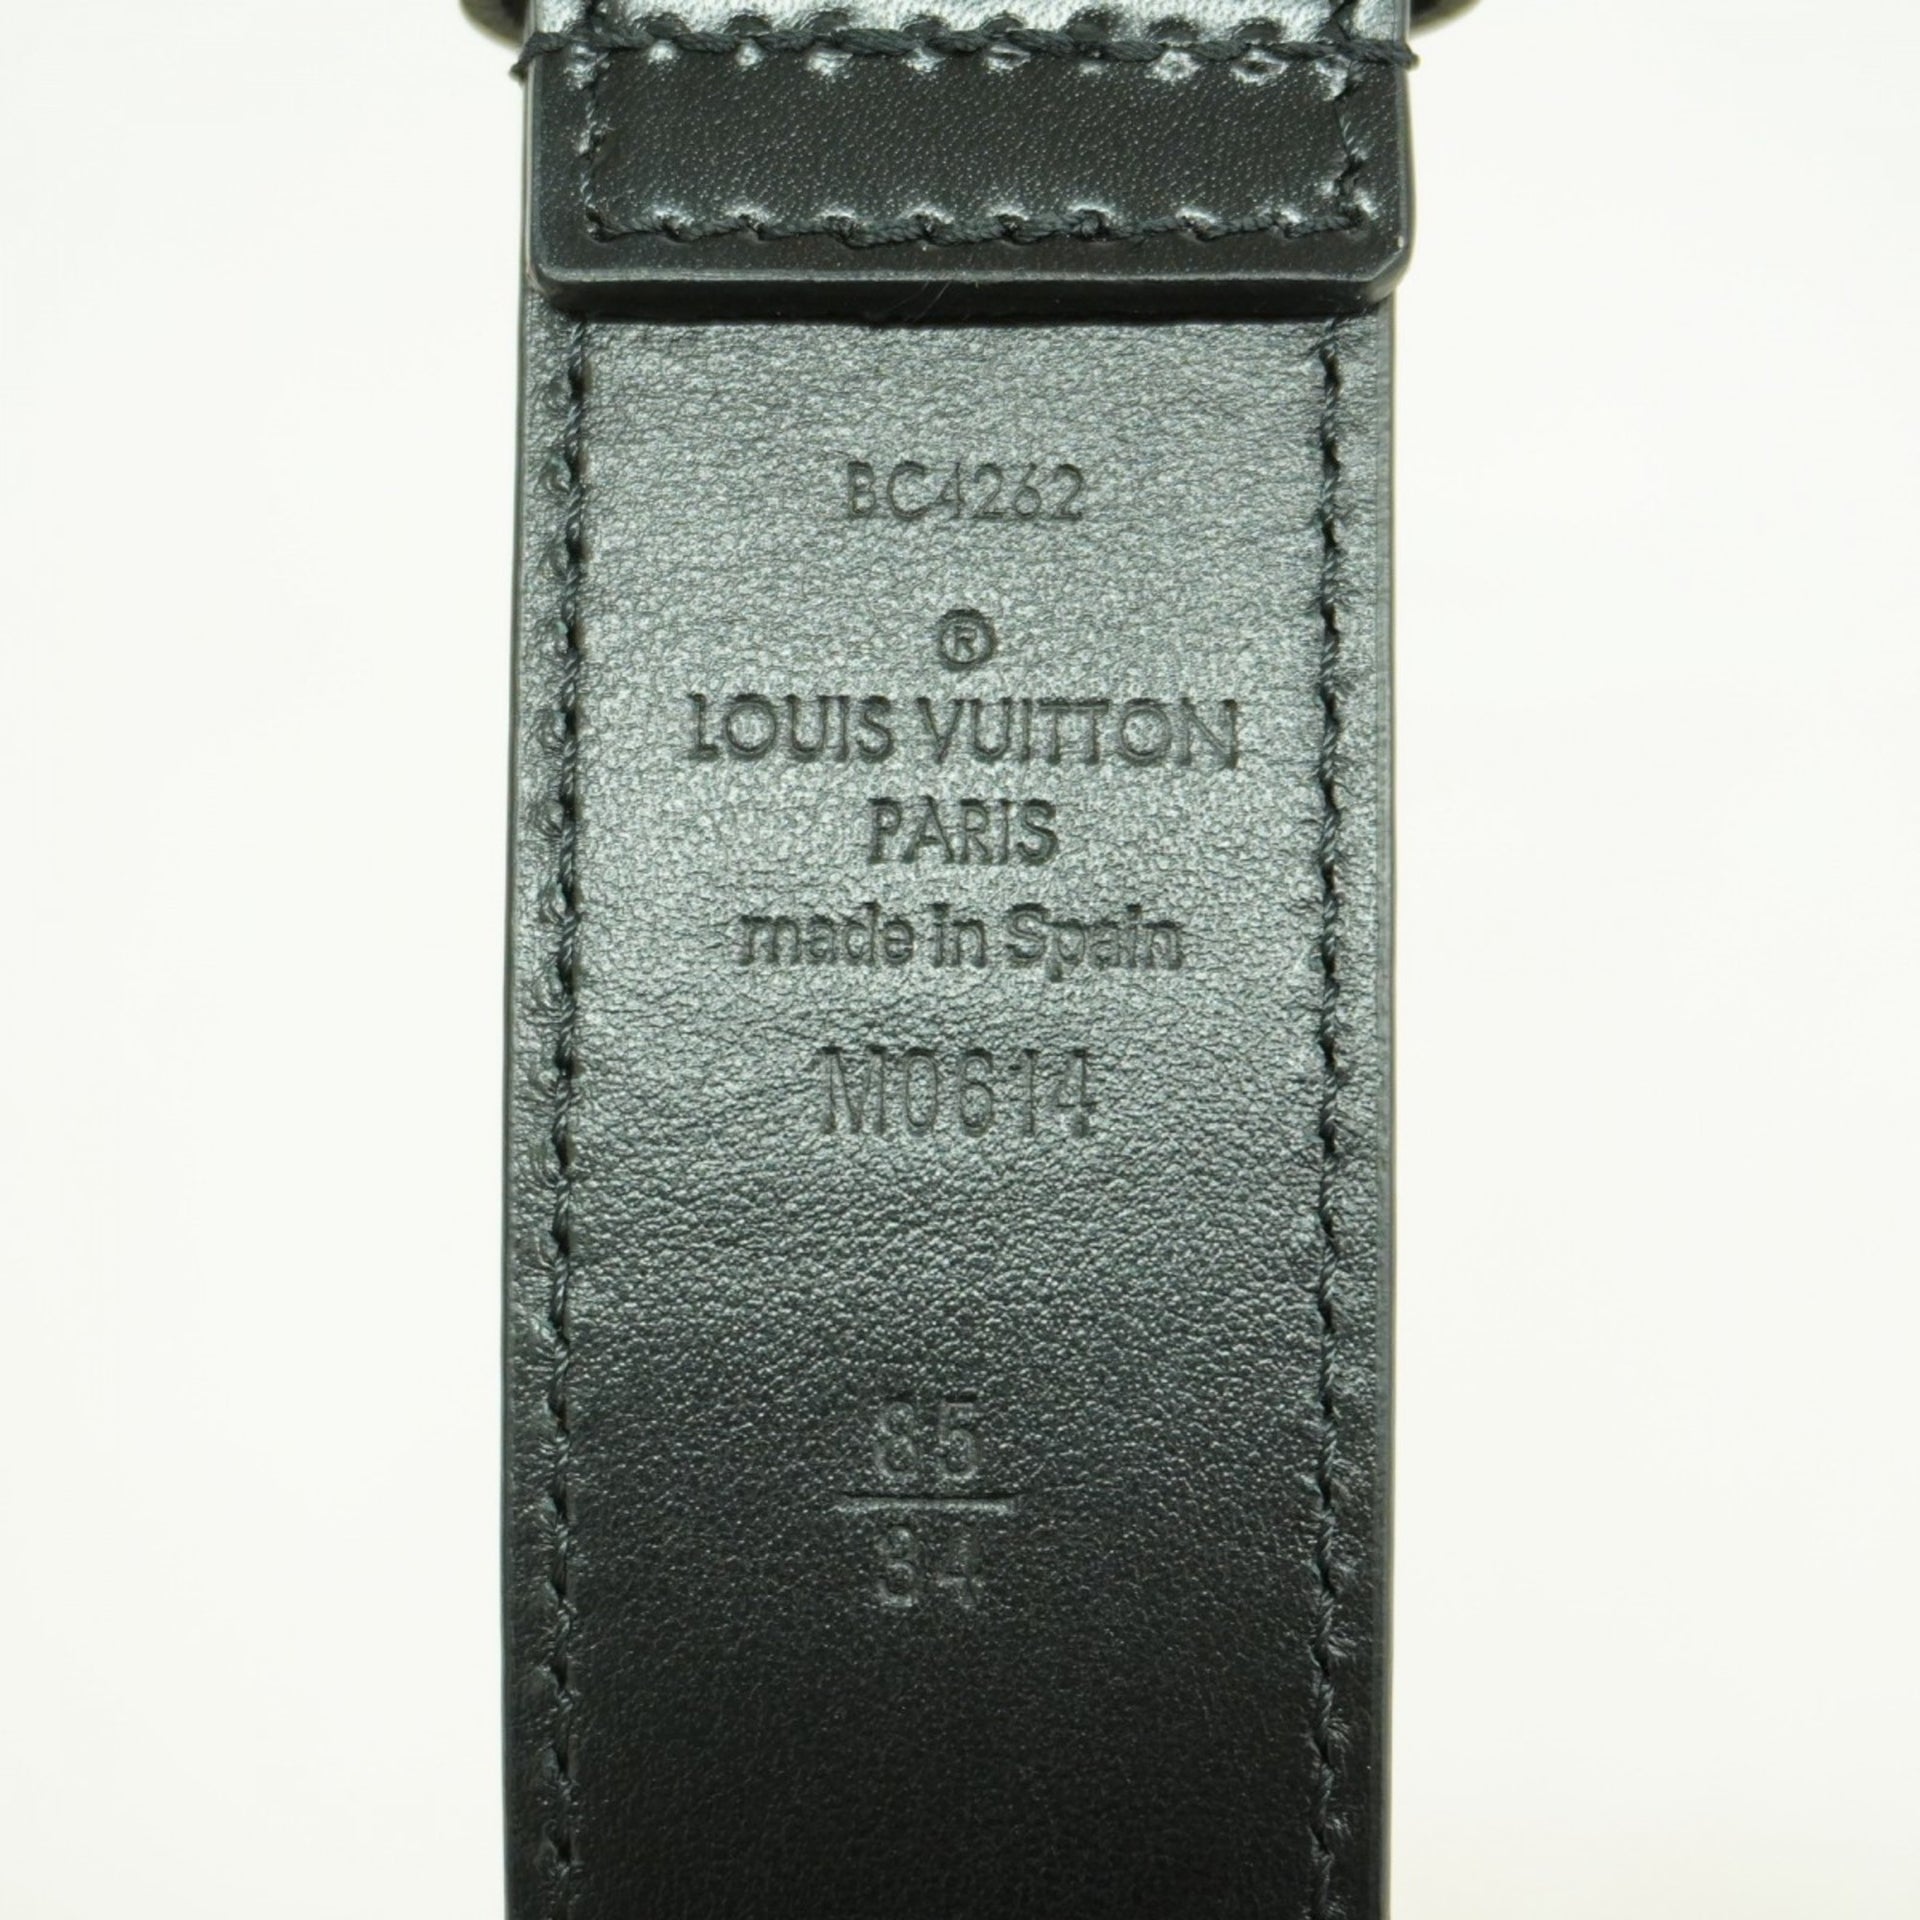 BC4262
®
LOUIS VUITTON
PARIS
made in Spain
M0614
85
34